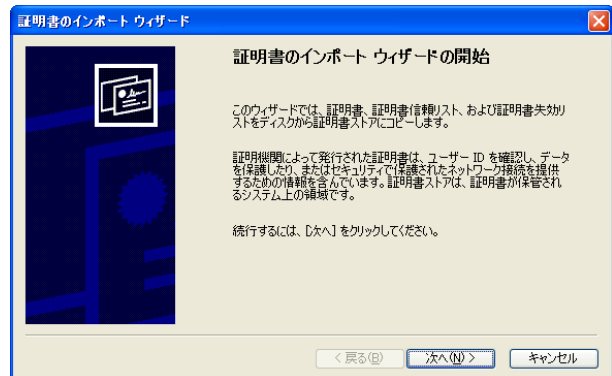 証明書のインポート ウィザード
証明書のインポート ウィザードの開始
このウィザードでは、証明書、証明書信頼リスト、および証明書失効リ
ストをディスクから証明書ストアにコピーします。
証明機関によって発行された証明書は、ユーザー ID を確認し、データ
を保護したり、またはセキュリティで保護されたネットワーク接続を提供
するための情報を含んでいます。証明書ストアは、証明書が保管され
るシステム上の領域です。
続行するには、[次へ] をクリックしてください。
< 戻る(B)
次へ(N) >
キャンセル